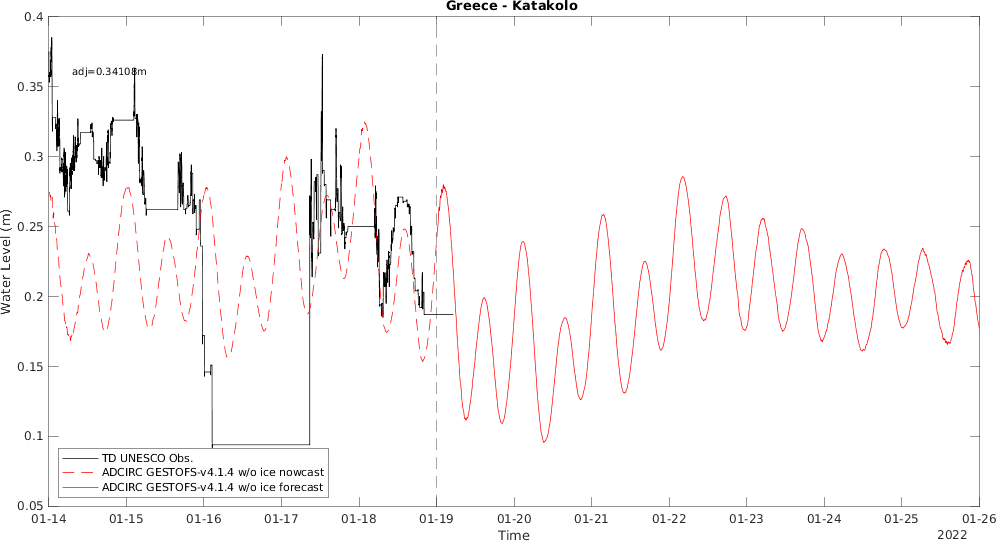 Greece - Katakolo
0.4
0.35
0.3
0.25
0.2
0.15
0.1
0.05
Water Level (m)
adj=0.34108m
TD UNESCO Obs.
ADCIRC GESTOFS-v4.1.4 w/o ice nowcast
ADCIRC GESTOFS-v4.1.4 w/o ice forecast
01-14 01-15 01-16 01-17 01-18 01-19 01-20 01-21 01-22 01-23 01-24 01-25 01-26
Time
2022